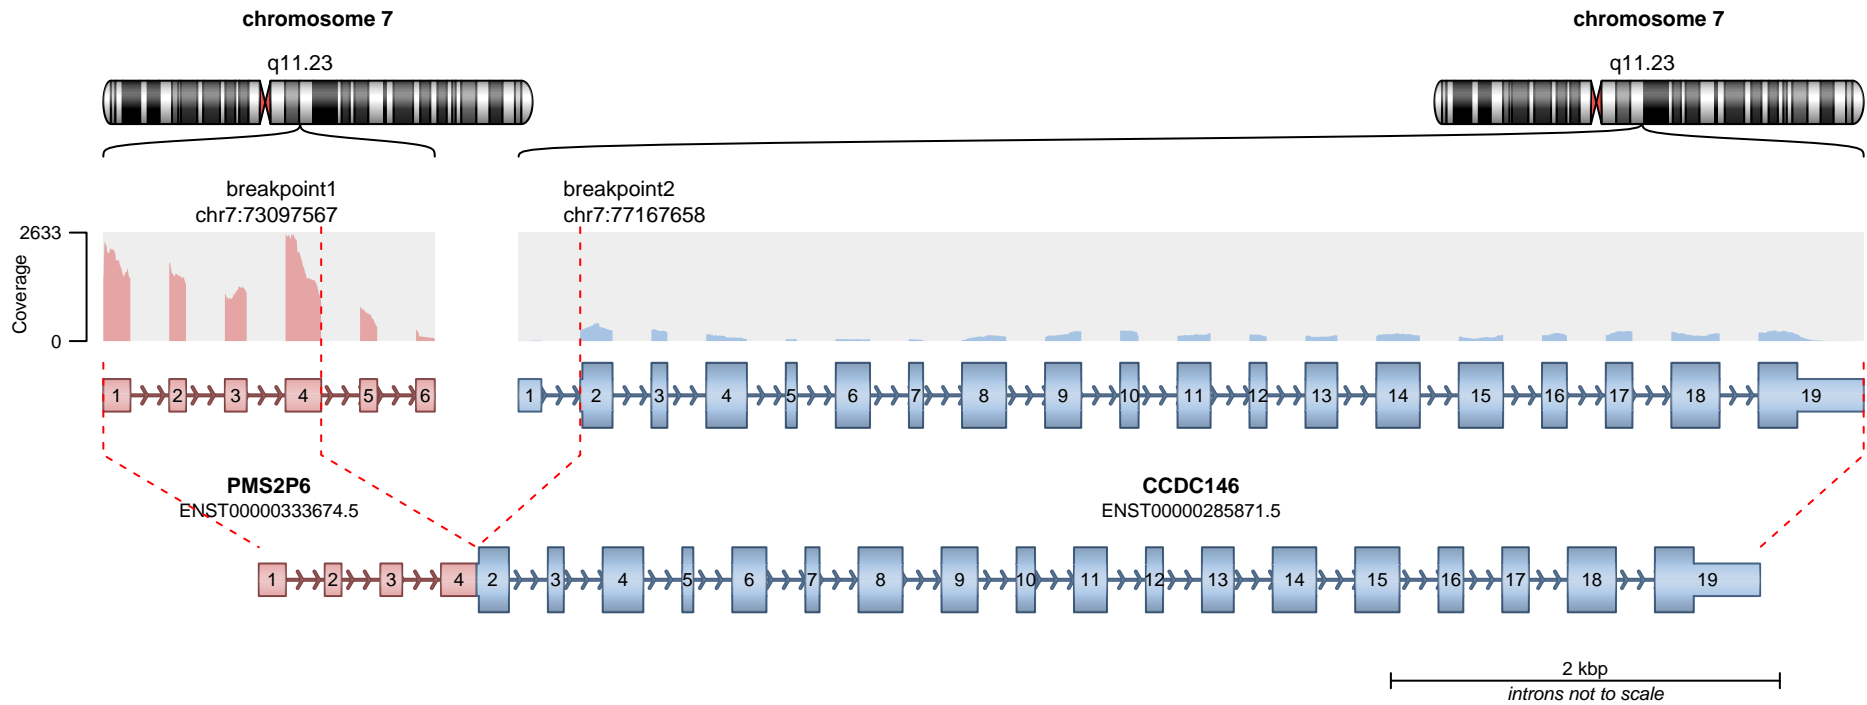 chromosome 7
chromosome 7
q11.23
q11.23
breakpoint1
chr7:73097567
breakpoint2
chr7:77167658
2633
Coverage
0
1 2 3 4 5 6
1 2 3 4 5 6 7 8 9 10 11 12 13 14 15 16 17 18 19
PMS2P6
ENST00000333674.5
CCDC146
ENST00000285871.5
1 2 3 4 2 3 4 5 6 7 8 9 10 11 12 13 14 15 16 17 18 19
2 kbp
introns not to scale